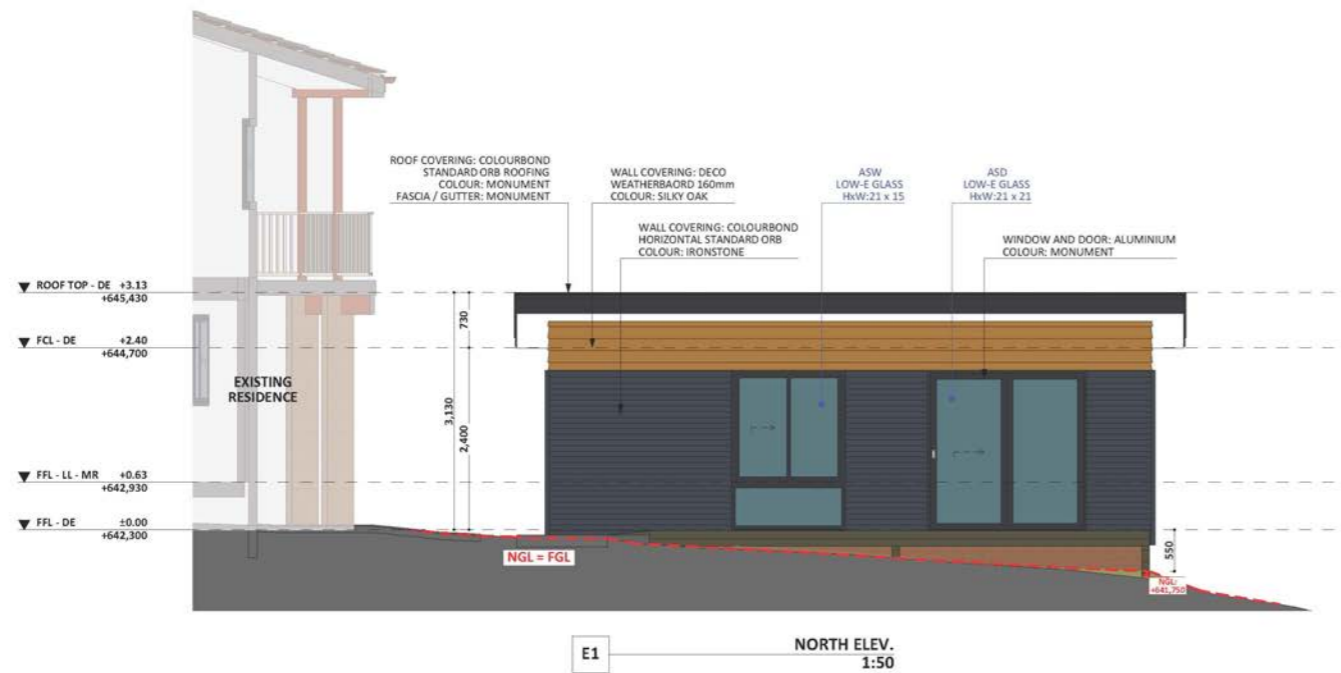 ROOF COVERING: COLOURBOND
STANDARD ORB ROOFING
COLOUR: MONUMENT
FASCIA / GUTTER: MONUMENT
WALL COVERING: DECO
WEATHERBAORD 160mm
COLOUR: SILKY OAK
ASW
LOW-E GLASS
HxW:21 x 15
ASD
LOW-E GLASS
HxW:21 x 21
WALL COVERING: COLOURBOND
HORIZONTAL STANDARD ORB
COLOUR: IRONSTONE
WINDOW AND DOOR: ALUMINIUM
COLOUR: MONUMENT
ROOF TOP - DE +3.13
+645,430
730
FCL - DE +2.40
+644,700
EXISTING
RESIDENCE
3,130
2,400
FFL - LL - MR +0.63
+642,930
FFL - DE ±0.00
+642,300
550
NGL = FGL
NGL:
+641,750
E1
NORTH ELEV.
1:50